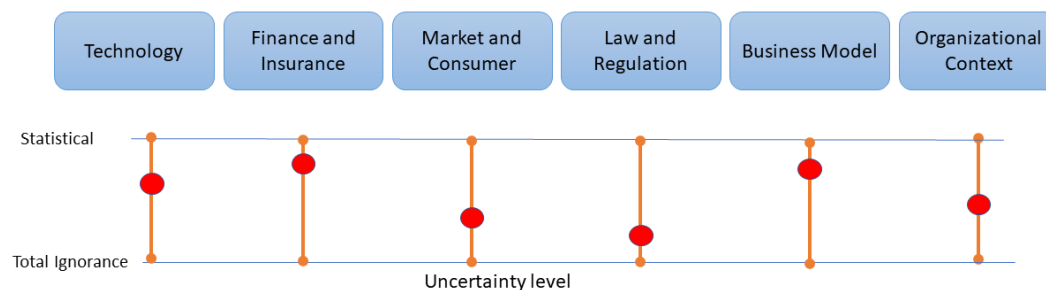 Technology
Finance and
Insurance
Market and
Consumer
Law and
Regulation
Business Model
Organizational
Context
Statistical
Total Ignorance
Uncertainty level